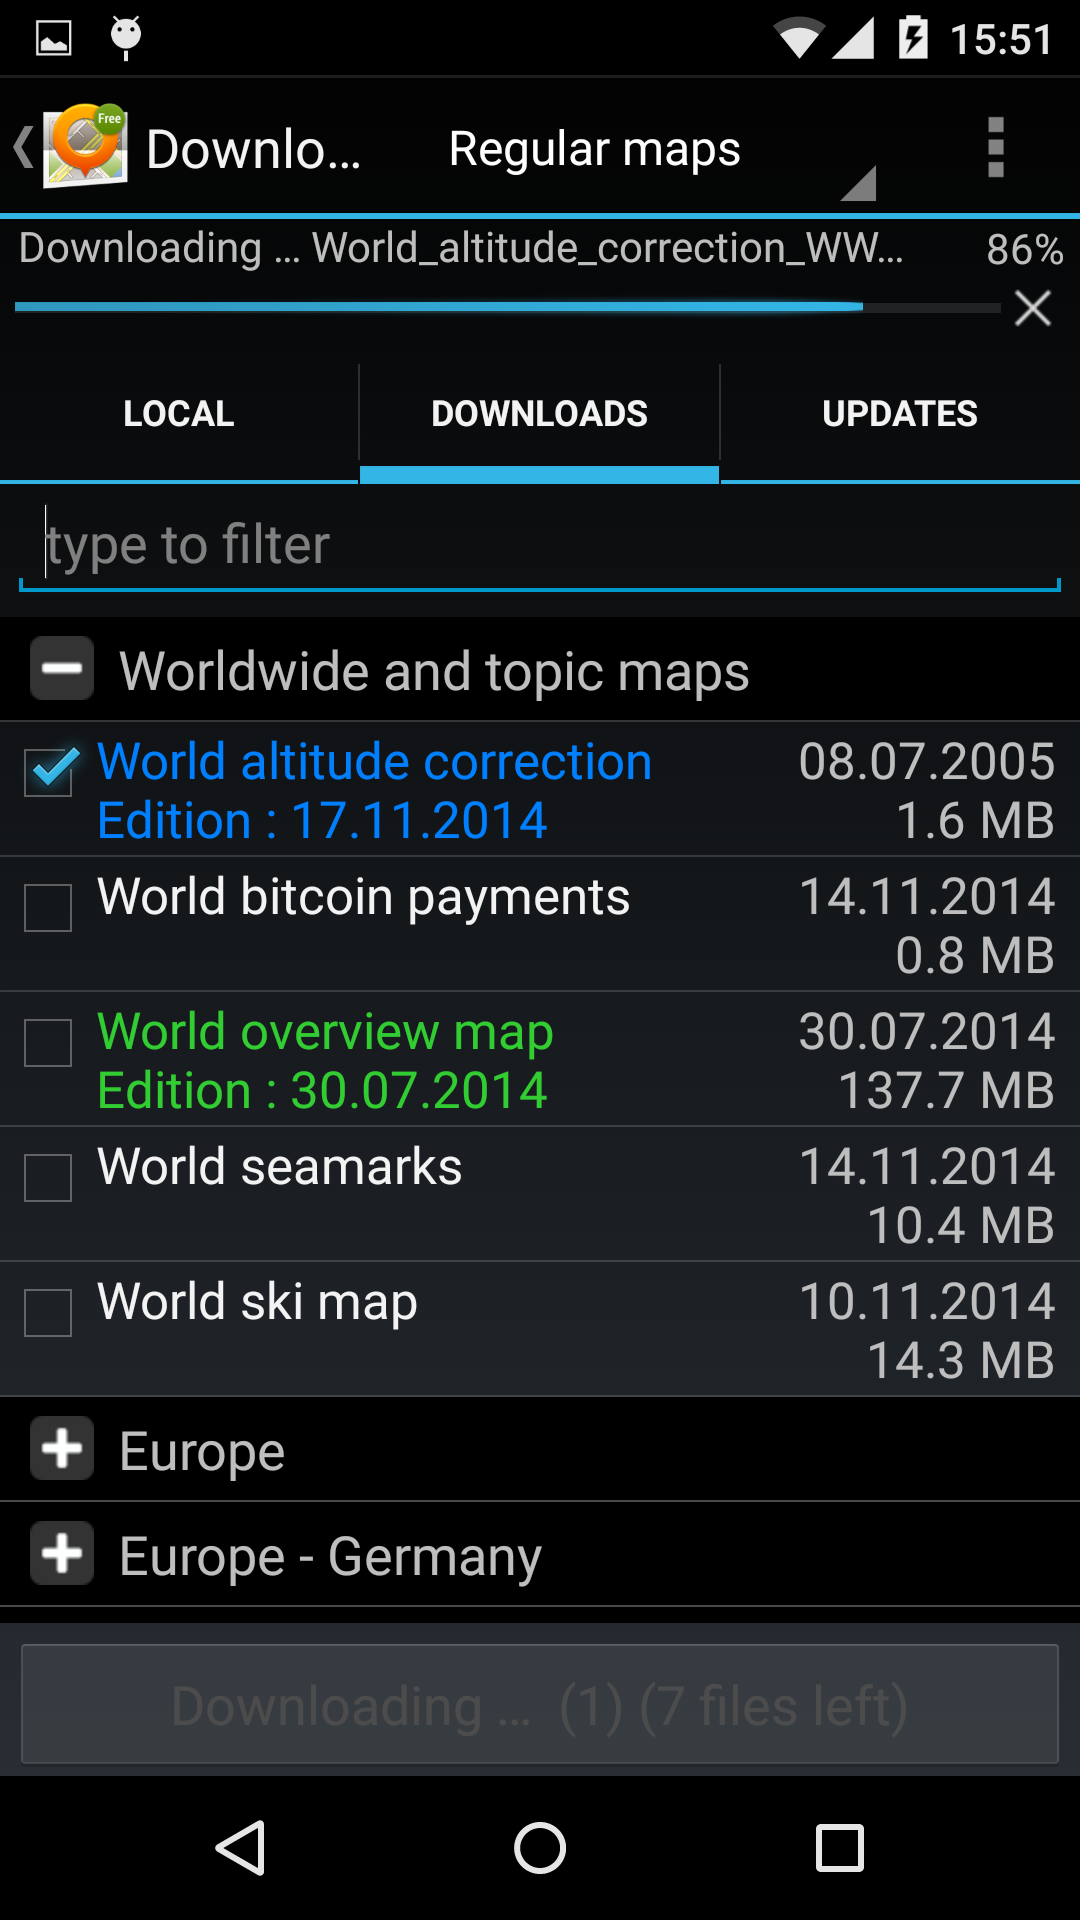 15:51
Free
Downlo...
Regular maps
Downloading ... World_altitude_correction_WW... 86%
LOCAL
DOWNLOADS
UPDATES
type to filter
Worldwide and topic maps
World altitude correction 08.07.2005
Edition : 17.11.2014 1.6 MB
World bitcoin payments 14.11.2014
0.8 MB
World overview map 30.07.2014
Edition : 30.07.2014 137.7 MB
World seamarks 14.11.2014
10.4 MB
World ski map 10.11.2014
14.3 MB
Europe
Europe - Germany
Downloading ... (1) (7 files left)